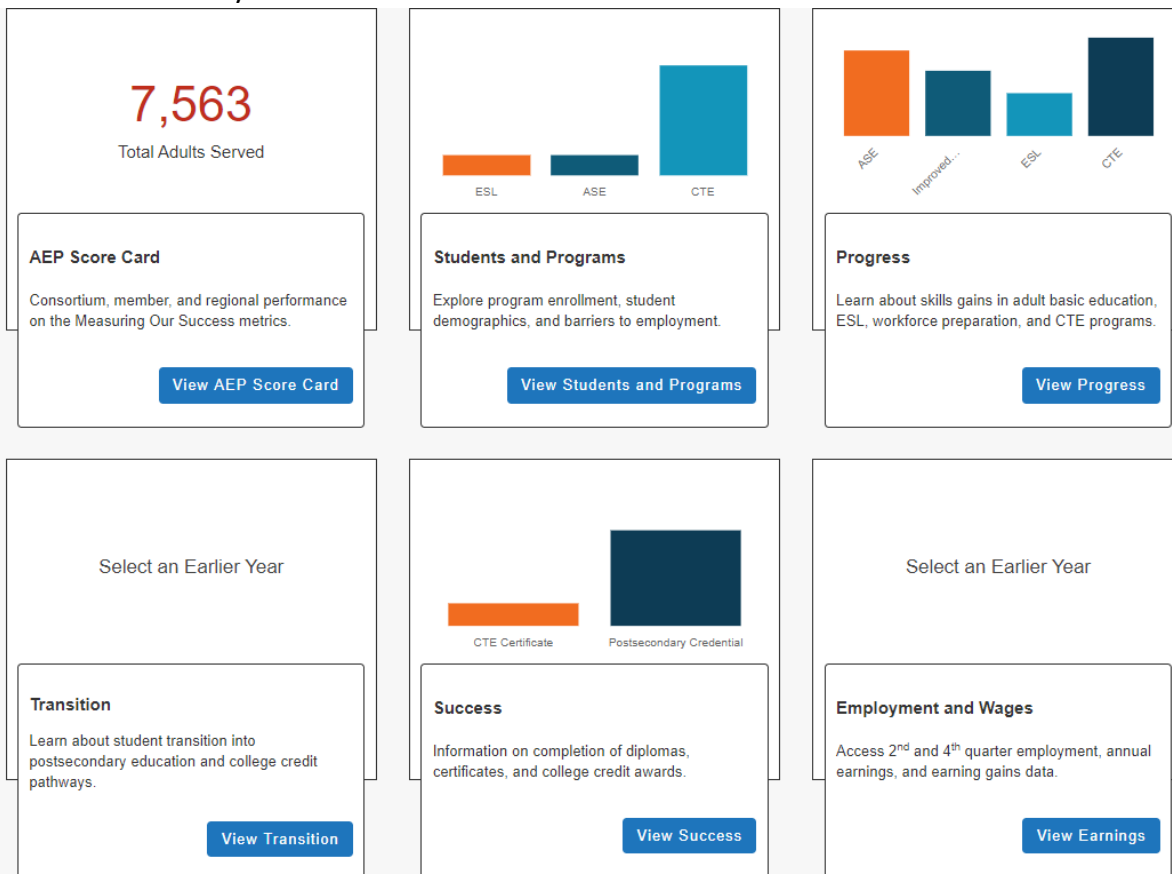 7,563
Total Adults Served
AEP Score Card
Consortium, member, and regional performance
on the Measuring Our Success metrics.
View AEP Score Card
ESL ASE CTE
Students and Programs
Explore program enrollment, student
demographics, and barriers to employment.
View Students and Programs
ASE Improved... ESL CTE
Progress
Learn about skills gains in adult basic education,
ESL, workforce preparation, and CTE programs.
View Progress
Select an Earlier Year
Transition
Learn about student transition into
postsecondary education and college credit
pathways.
View Transition
CTE Certificate Postsecondary Credential
Success
Information on completion of diplomas,
certificates, and college credit awards.
View Success
Select an Earlier Year
Employment and Wages
Access 2nd and 4th quarter employment, annual
earnings, and earning gains data.
View Earnings